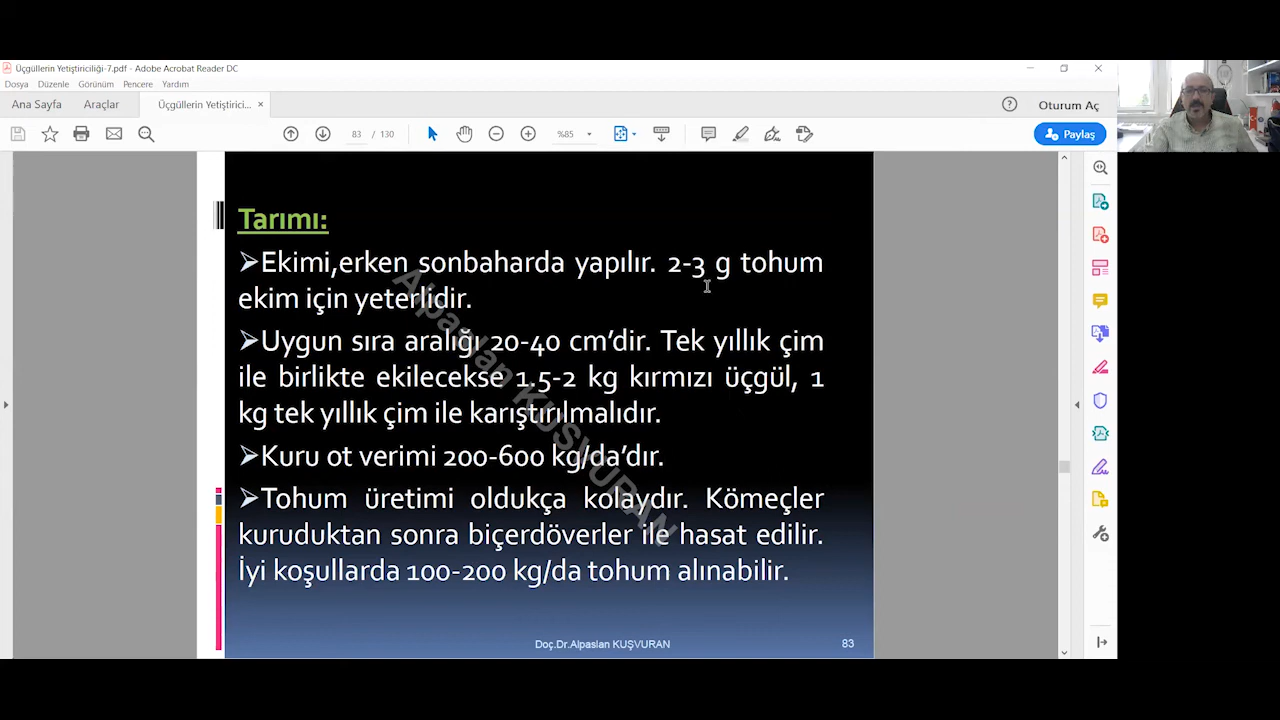 Üçgüllerin Yetiştiriciliği-7.pdf - Adobe Acrobat Reader DC
Dosya Düzenle Görünüm Pencere Yardım
Ana Sayfa Araçlar Üçgüllerin Yetiştirici... × Oturum Aç
83 / 130 %85 Paylaş
Tarımı:
➢Ekimi,erken sonbaharda yapılır. 2-3 g tohum
ekim için yeterlidir.
➢Uygun sıra aralığı 20-40 cm’dir. Tek yıllık çim
ile birlikte ekilecekse 1.5-2 kg kırmızı üçgül, 1
kg tek yıllık çim ile karıştırılmalıdır.
➢Kuru ot verimi 200-600 kg/da’dır.
➢Tohum üretimi oldukça kolaydır. Kömeçler
kuruduktan sonra biçerdöverler ile hasat edilir.
İyi koşullarda 100-200 kg/da tohum alınabilir.
Alpaslan KUŞVURAN
Doç.Dr.Alpaslan KUŞVURAN 83